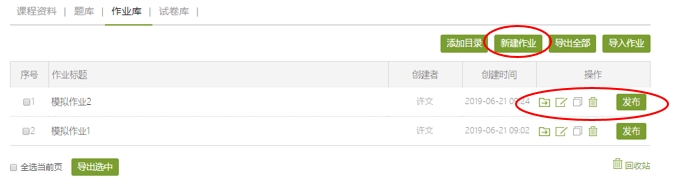 课程资料 | 题库 | 作业库 | 试卷库 |
添加目录 新建作业 导出全部 导入作业
序号 作业标题 创建者 创建时间 操作
1 模拟作业2 许文 2019-06-21 09:24 发布
2 模拟作业1 许文 2019-06-21 09:02 发布
全选当前页 导出选中 回收站